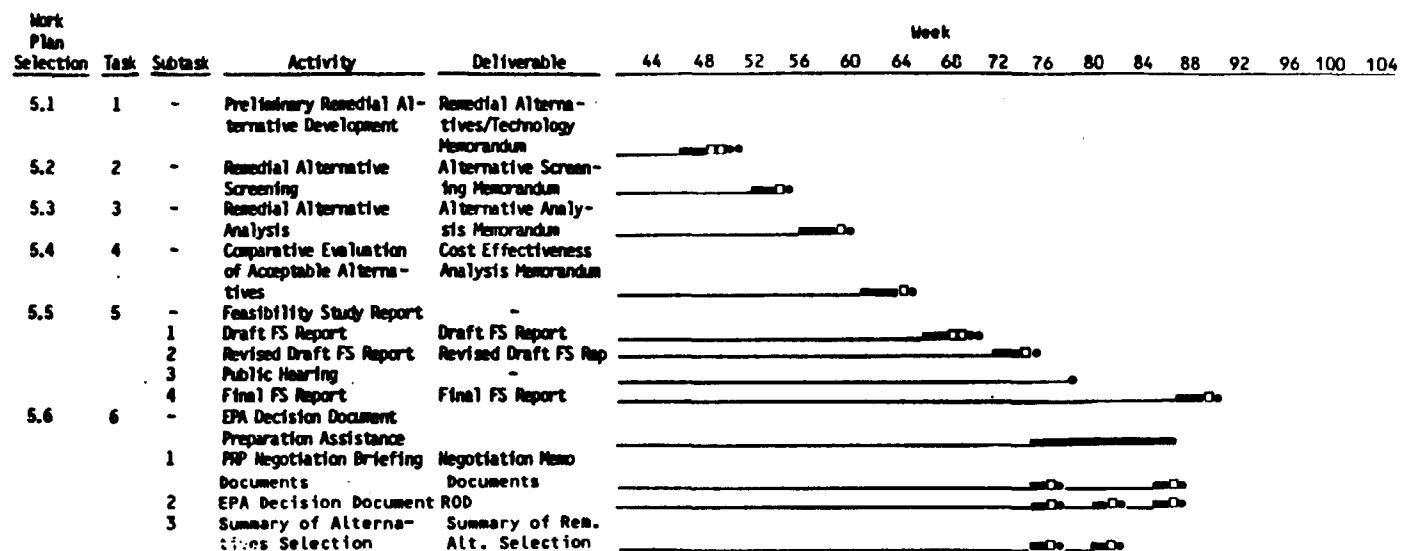 Work
Plan Week
Selection Task Subtask Activity Deliverable 44 48 52 56 60 64 68 72 76 80 84 88 92 96 100 104
5.1 1 - Preliminary Remedial Al- Remedial Alterna-
ternative Development tives/Technology
Memorandum
5.2 2 - Remedial Alternative Alternative Screen-
Screening ing Memorandum
5.3 3 - Remedial Alternative Alternative Analy-
Analysis sis Memorandum
5.4 4 - Comparative Evaluation Cost Effectiveness
of Acceptable Alterna- Analysis Memorandum
tives
5.5 5 - Feasibility Study Report -
1 Draft FS Report Draft FS Report
2 Revised Draft FS Report Revised Draft FS Rep
3 Public Hearing -
4 Final FS Report Final FS Report
5.6 6 - EPA Decision Document
Preparation Assistance
1 PRP Negotiation Briefing Negotiation Memo
Documents Documents
2 EPA Decision Document ROD
3 Summary of Alterna- Summary of Rem.
tives Selection Alt. Selection